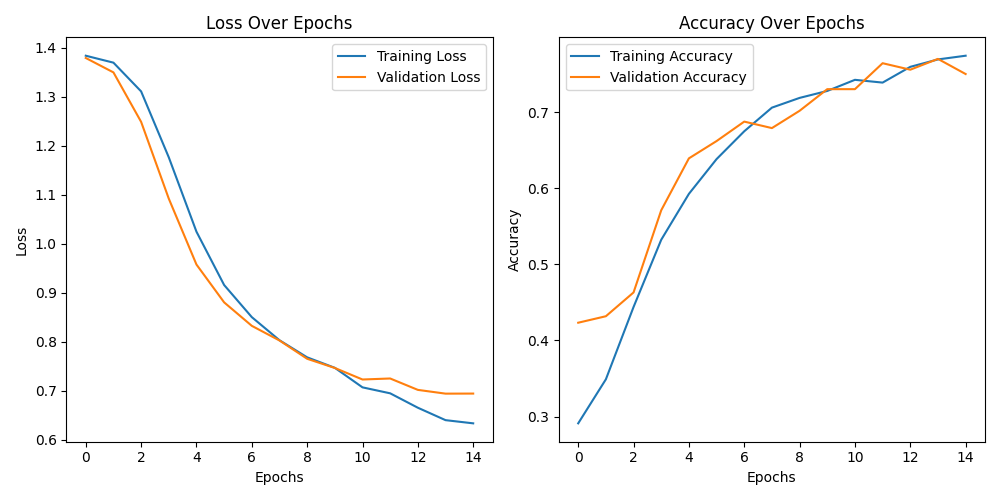 Loss Over Epochs
Training Loss
Validation Loss
1.4
1.3
1.2
1.1
1.0
0.9
0.8
0.7
0.6
Loss
0 2 4 6 8 10 12 14
Epochs
Accuracy Over Epochs
Training Accuracy
Validation Accuracy
0.7
0.6
0.5
0.4
0.3
Accuracy
0 2 4 6 8 10 12 14
Epochs